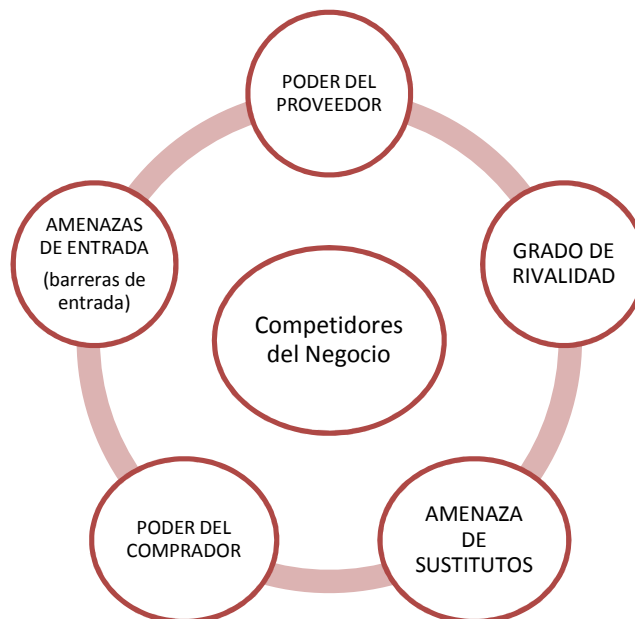 PODER DEL
PROVEEDOR
AMENAZAS
DE ENTRADA
(barreras de
entrada)
GRADO DE
RIVALIDAD
Competidores
del Negocio
PODER DEL
COMPRADOR
AMENAZA
DE
SUSTITUTOS